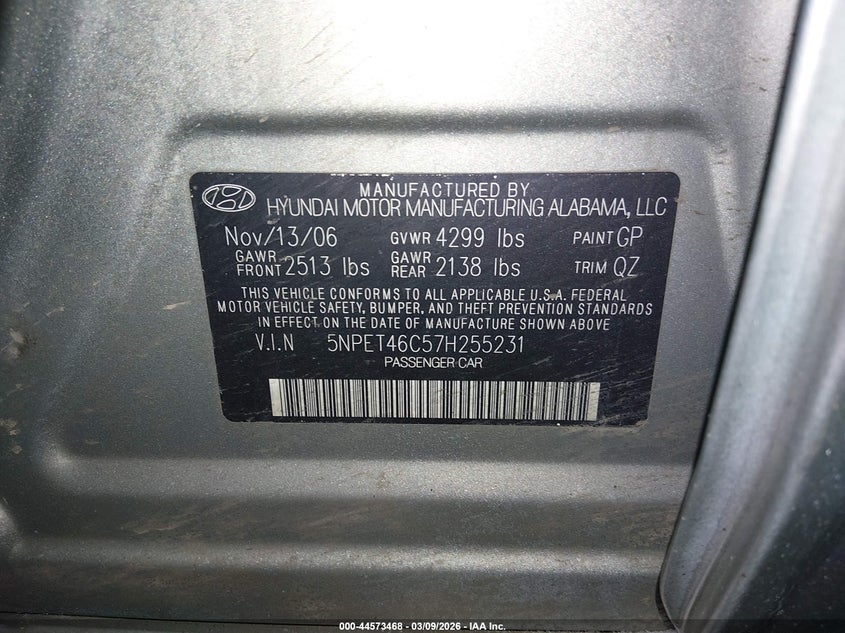 MANUFACTURED BY
HYUNDAI MOTOR MANUFACTURING ALABAMA, LLC
Nov/13/06 GVWR 4299 lbs PAINT GP
GAWR FRONT 2513 lbs GAWR REAR 2138 lbs TRIM QZ
THIS VEHICLE CONFORMS TO ALL APPLICABLE U.S.A. FEDERAL
MOTOR VEHICLE SAFETY, BUMPER, AND THEFT PREVENTION STANDARDS
IN EFFECT ON THE DATE OF MANUFACTURE SHOWN ABOVE
V.I.N 5NPET46C57H255231
PASSENGER CAR
000-44573468 - 03/09/2026 - IAA Inc.